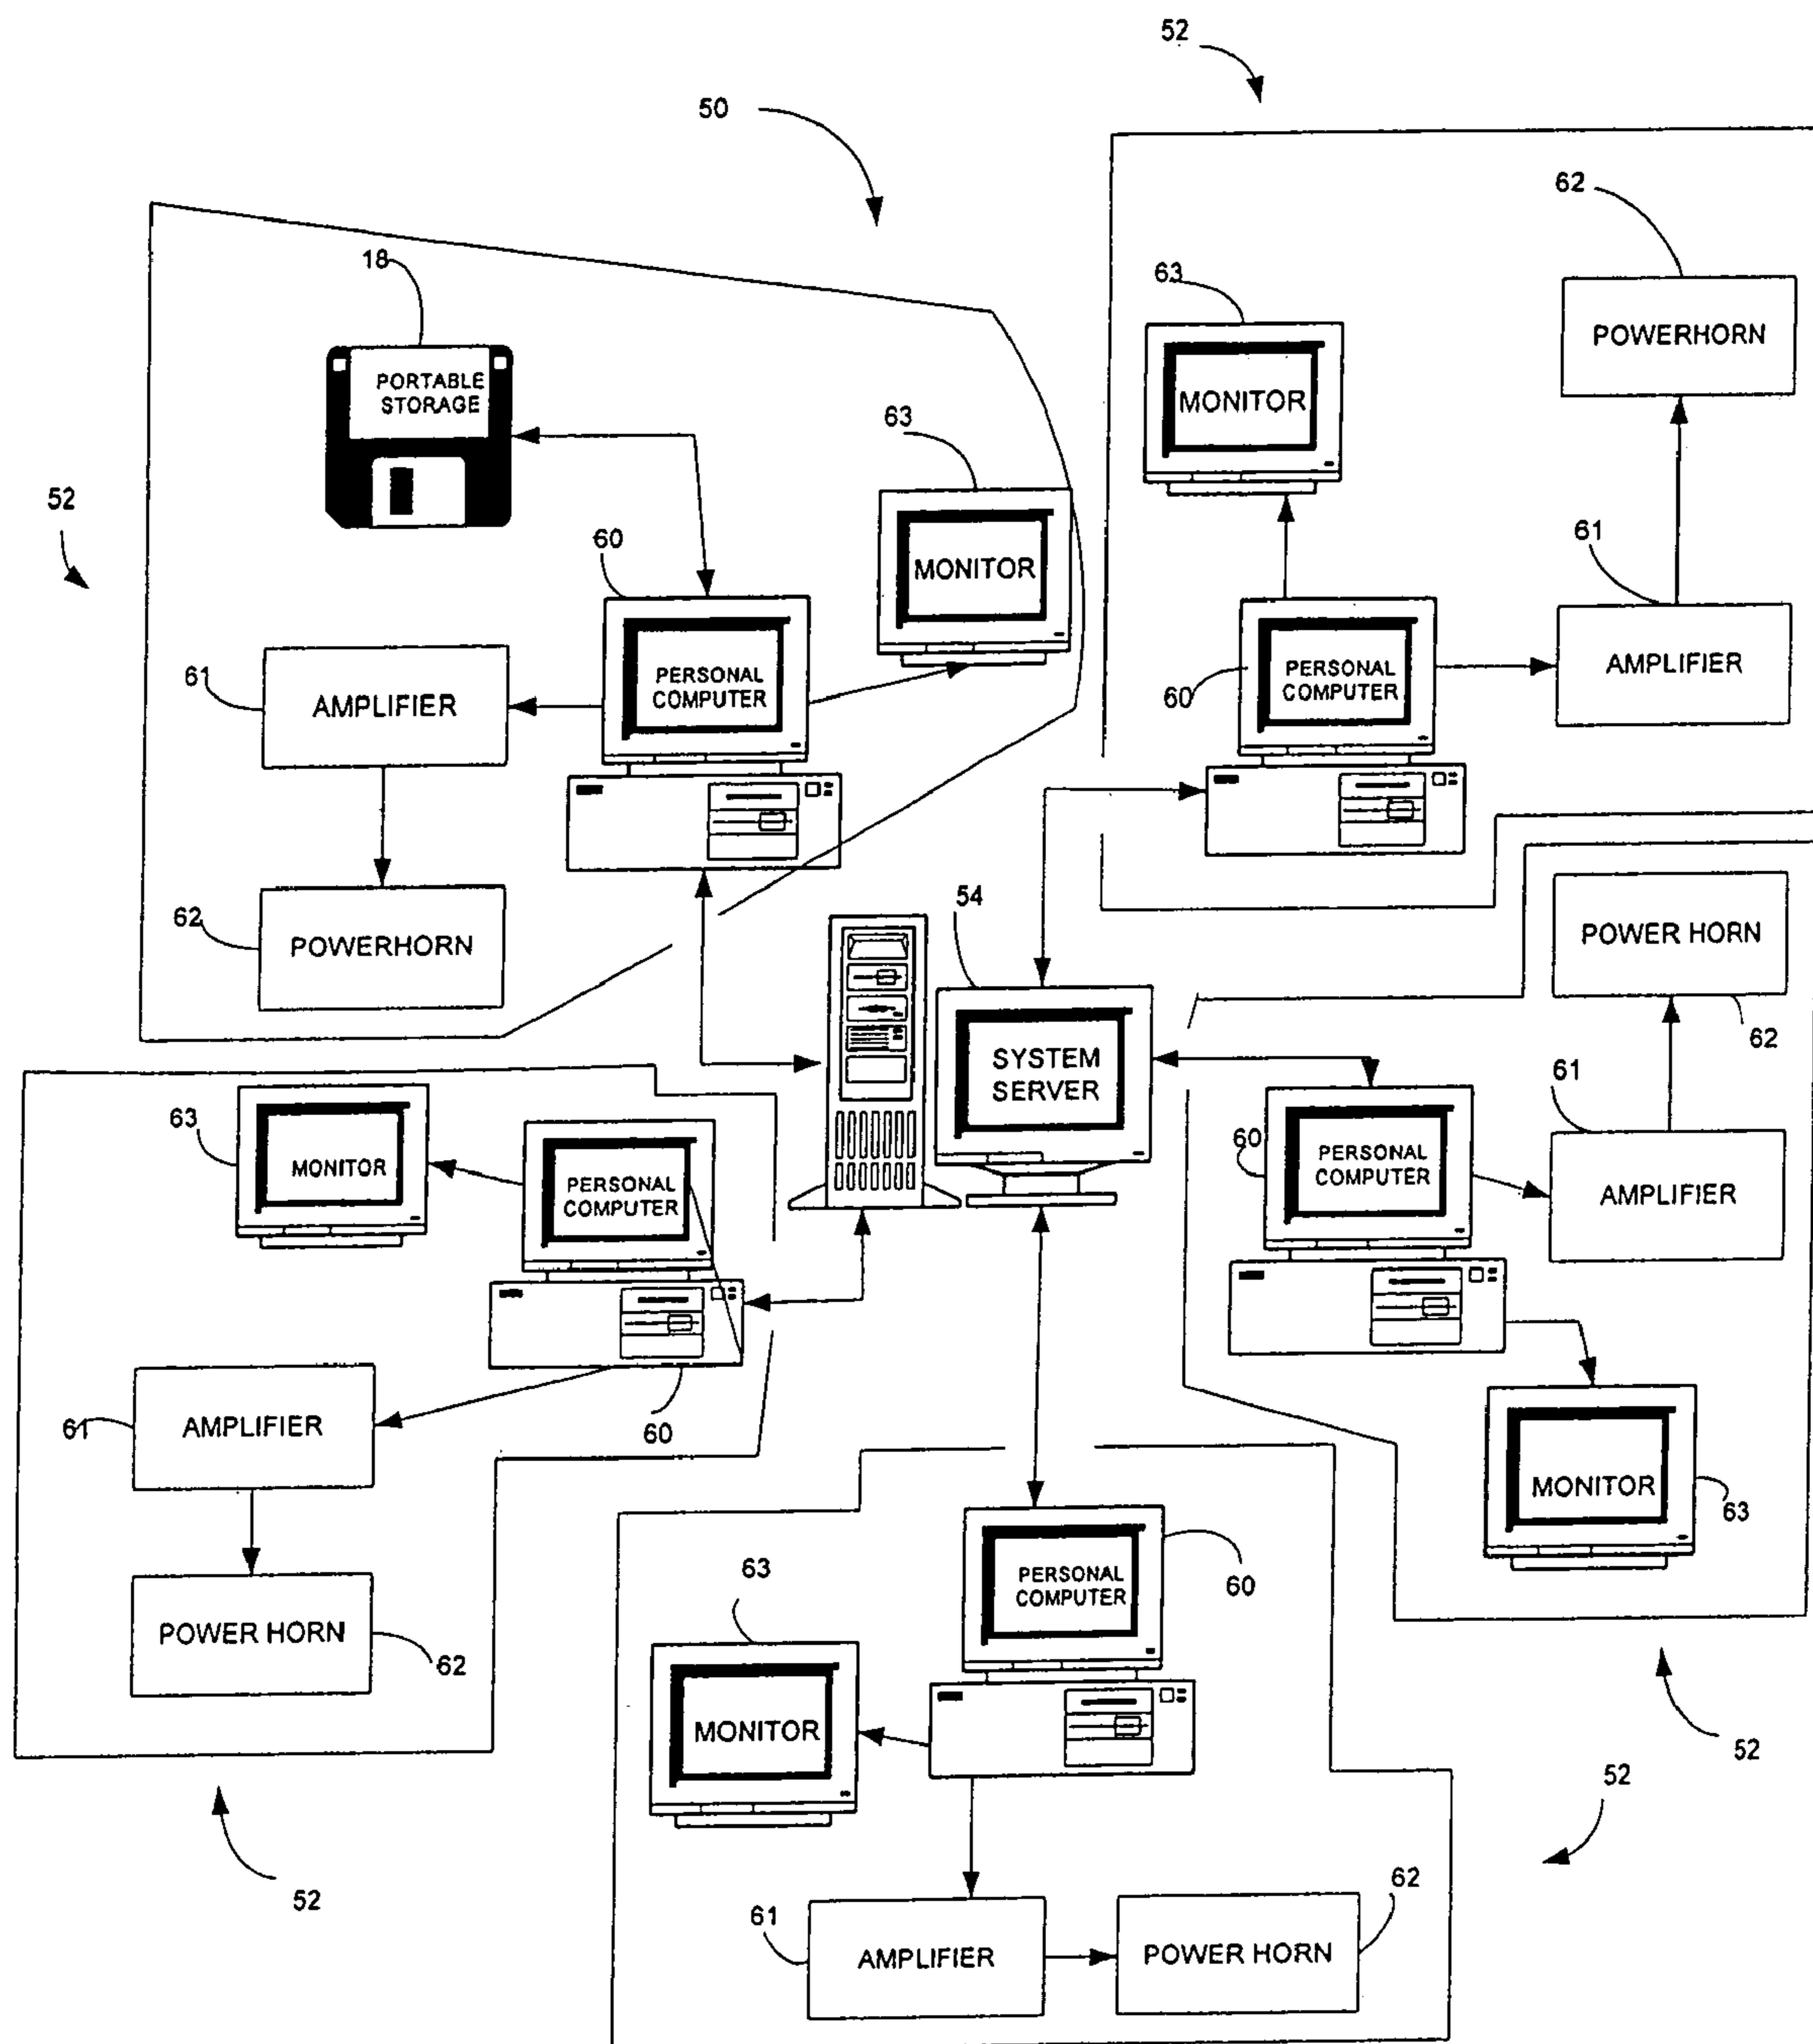 52
50
62
18
63
POWERHORN
PORTABLE
STORAGE
MONITOR
63
52
60
61
MONITOR
61
PERSONAL
COMPUTER
AMPLIFIER
60
PERSONAL
COMPUTER
AMPLIFIER
62
POWERHORN
54
POWER HORN
62
SYSTEM
SERVER
61
63
MONITOR
60
PERSONAL
COMPUTER
PERSONAL
COMPUTER
AMPLIFIER
61
AMPLIFIER
60
MONITOR
63
63
PERSONAL
COMPUTER
60
POWER HORN
62
MONITOR
52
52
52
61
62
AMPLIFIER
POWER HORN